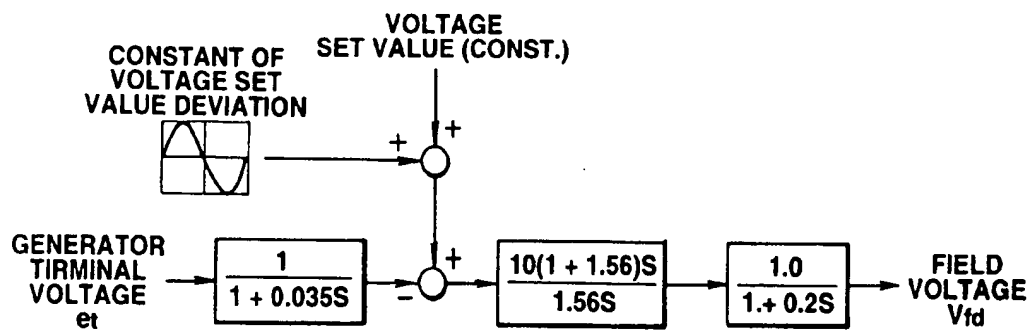 VOLTAGE
SET VALUE (CONST.)
CONSTANT OF
VOLTAGE SET
VALUE DEVIATION
+
+
GENERATOR
TIRMINAL
VOLTAGE
et
1
1 + 0.035S
−
+
10(1 + 1.56)S
1.56S
1.0
1.+ 0.2S
FIELD
VOLTAGE
Vfd